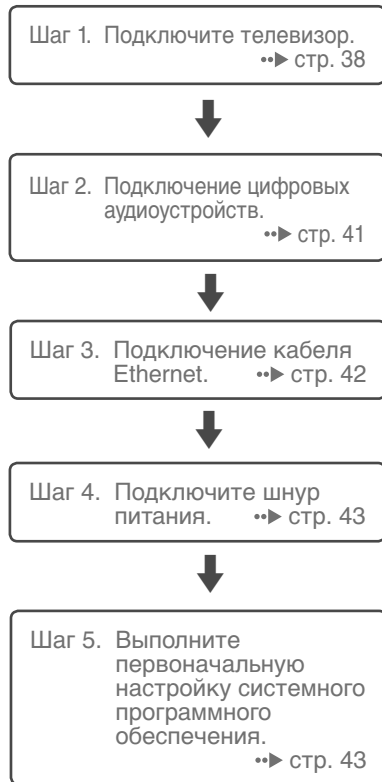 Шаг 1. Подключите телевизор.
••▶ стр. 38
Шаг 2. Подключение цифровых
аудиоустройств.
••▶ стр. 41
Шаг 3. Подключение кабеля
Ethernet. ••▶ стр. 42
Шаг 4. Подключите шнур
питания. ••▶ стр. 43
Шаг 5. Выполните
первоначальную
настройку системного
программного
обеспечения.
••▶ стр. 43